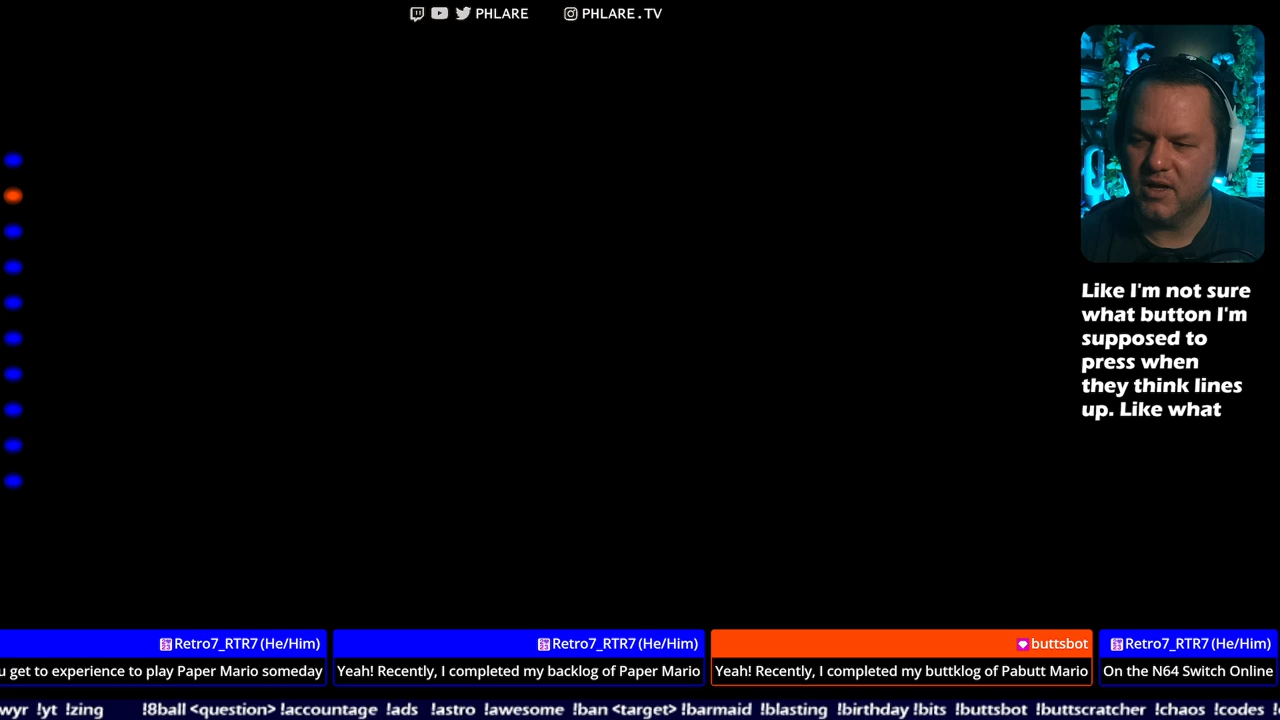 PHLARE PHLARE.TV
Like I'm not sure
what button I'm
supposed to
press when
they think lines
up. Like what
Retro7_RTR7 (He/Him)
u get to experience to play Paper Mario someday
Retro7_RTR7 (He/Him)
Yeah! Recently, I completed my backlog of Paper Mario
buttsbot
Yeah! Recently, I completed my buttklog of Pabutt Mario
Retro7_RTR7 (He/Him)
On the N64 Switch Online
wyr !yt !zing !8ball <question> !accountage !ads !astro !awesome !ban <target> !barmaid !blasting !birthday !bits !buttsbot !buttscratcher !chaos !codes